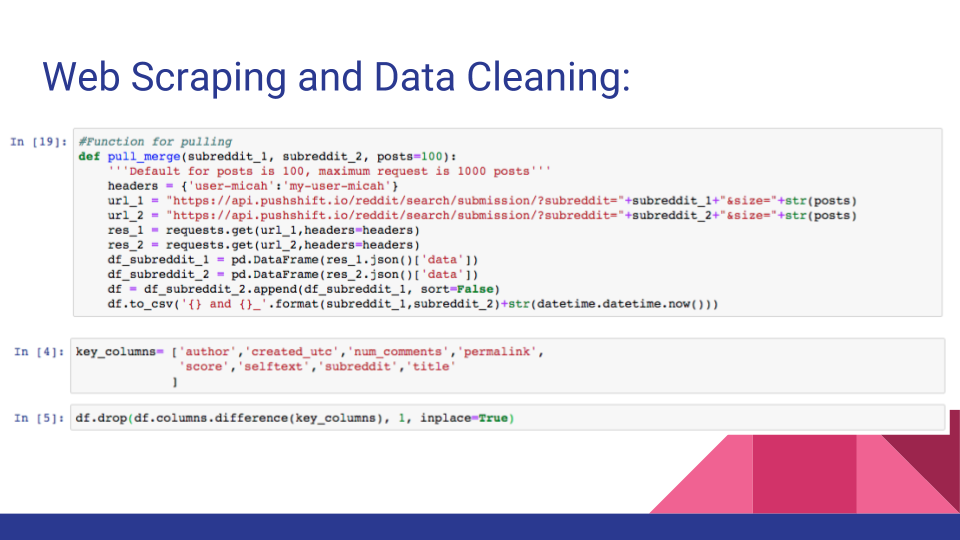 Web Scraping and Data Cleaning:
In [19]: #Function for pulling
def pull_merge(subreddit_1, subreddit_2, posts=100):
    '''Default for posts is 100, maximum request is 1000 posts'''
    headers = {'user-micah':'my-user-micah'}
    url_1 = "https://api.pushshift.io/reddit/search/submission/?subreddit="+subreddit_1+"&size="+str(posts)
    url_2 = "https://api.pushshift.io/reddit/search/submission/?subreddit="+subreddit_2+"&size="+str(posts)
    res_1 = requests.get(url_1,headers=headers)
    res_2 = requests.get(url_2,headers=headers)
    df_subreddit_1 = pd.DataFrame(res_1.json()['data'])
    df_subreddit_2 = pd.DataFrame(res_2.json()['data'])
    df = df_subreddit_2.append(df_subreddit_1, sort=False)
    df.to_csv('{} and {}_'.format(subreddit_1,subreddit_2)+str(datetime.datetime.now()))
In [4]: key_columns= ['author','created_utc','num_comments','permalink',
'score','selftext','subreddit','title'
]
In [5]: df.drop(df.columns.difference(key_columns), 1, inplace=True)